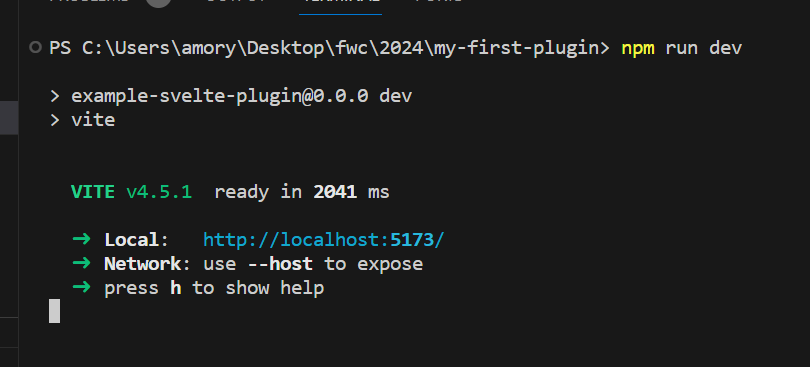 TERMINAL
PS C:\Users\amory\Desktop\fwc\2024\my-first-plugin> npm run dev
> example-svelte-plugin@0.0.0 dev
> vite
VITE v4.5.1 ready in 2041 ms
➜ Local: http://localhost:5173/
➜ Network: use --host to expose
➜ press h to show help